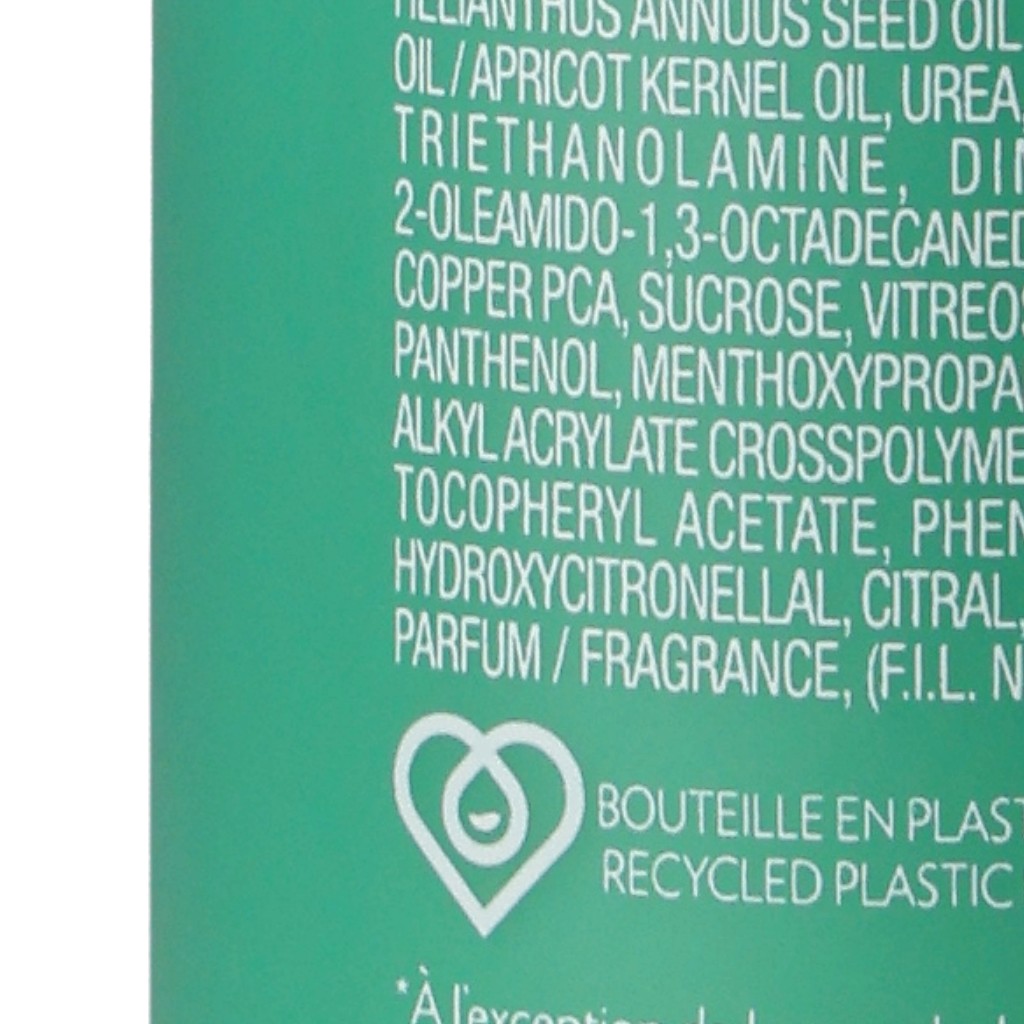 HELIANTHUS ANNUUS SEED OIL
OIL / APRICOT KERNEL OIL, UREA,
TRIETHANOLAMINE,
2-OLEAMIDO-1,3-OCTADECANED
COPPER PCA, SUCROSE, VITREOS
PANTHENOL, MENTHOXYPROPA
ALKYL ACRYLATE CROSSPOLYME
TOCOPHERYL ACETATE, PHEN
HYDROXYCITRONELLAL, CITRAL,
PARFUM / FRAGRANCE, (F.I.L. N
BOUTEILLE EN PLAST
RECYCLED PLASTIC
*À l'exception